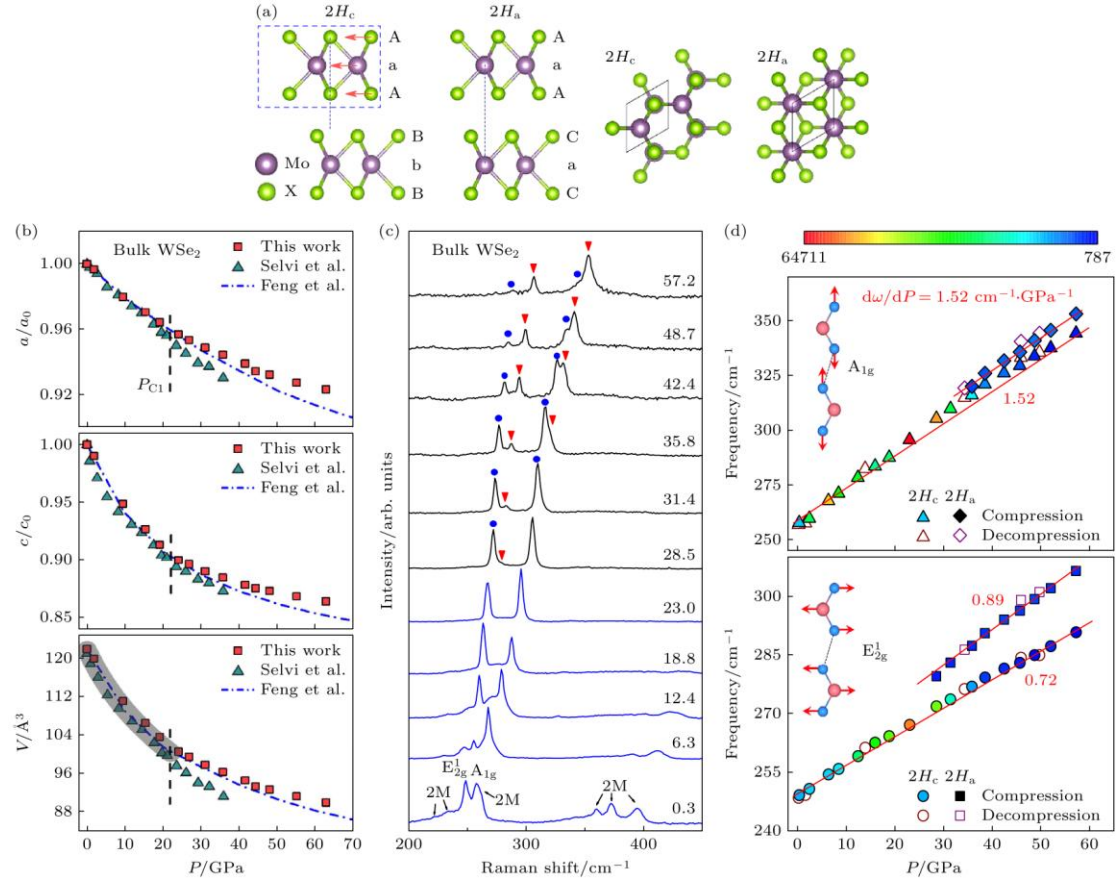 (a)
2Hc
2Ha
A
a
A
B
b
B
C
a
C
Mo
X
2Hc
2Ha
(b)
Bulk WSe2
This work
Selvi et al.
Feng et al.
PC1
a/a0
1.00
0.96
0.92
This work
Selvi et al.
Feng et al.
c/c0
1.00
0.95
0.90
0.85
This work
Selvi et al.
Feng et al.
V/Å3
120
112
104
96
88
0 10 20 30 40 50 60 70
P/GPa
(c)
Bulk WSe2
57.2
48.7
42.4
35.8
31.4
28.5
23.0
18.8
12.4
6.3
0.3
E12g A1g
2M
2M
2M
Intensity/arb. units
200 300 400
Raman shift/cm−1
(d)
64711 787
dω/dP = 1.52 cm−1·GPa−1
A1g
1.52
2Hc 2Ha
Compression
Decompression
Frequency/cm−1
350
325
300
275
250
0.89
E12g
0.72
2Hc 2Ha
Compression
Decompression
Frequency/cm−1
300
285
270
255
240
0 10 20 30 40 50 60
P/GPa